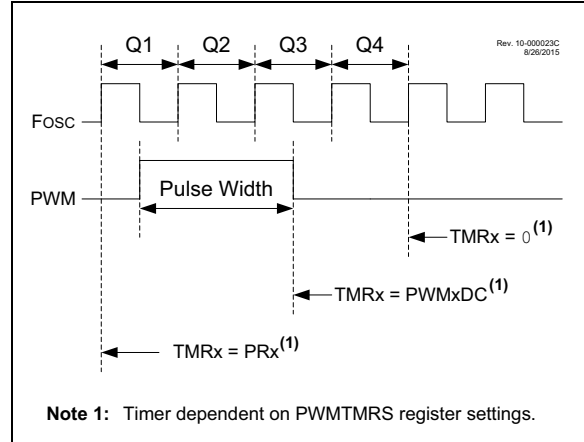 Q1 Q2 Q3 Q4
Rev. 10-000023C
8/26/2015
FOSC
Pulse Width
PWM
TMRx = 0(1)
TMRx = PWMxDC(1)
TMRx = PRx(1)
Note 1: Timer dependent on PWMTMRS register settings.